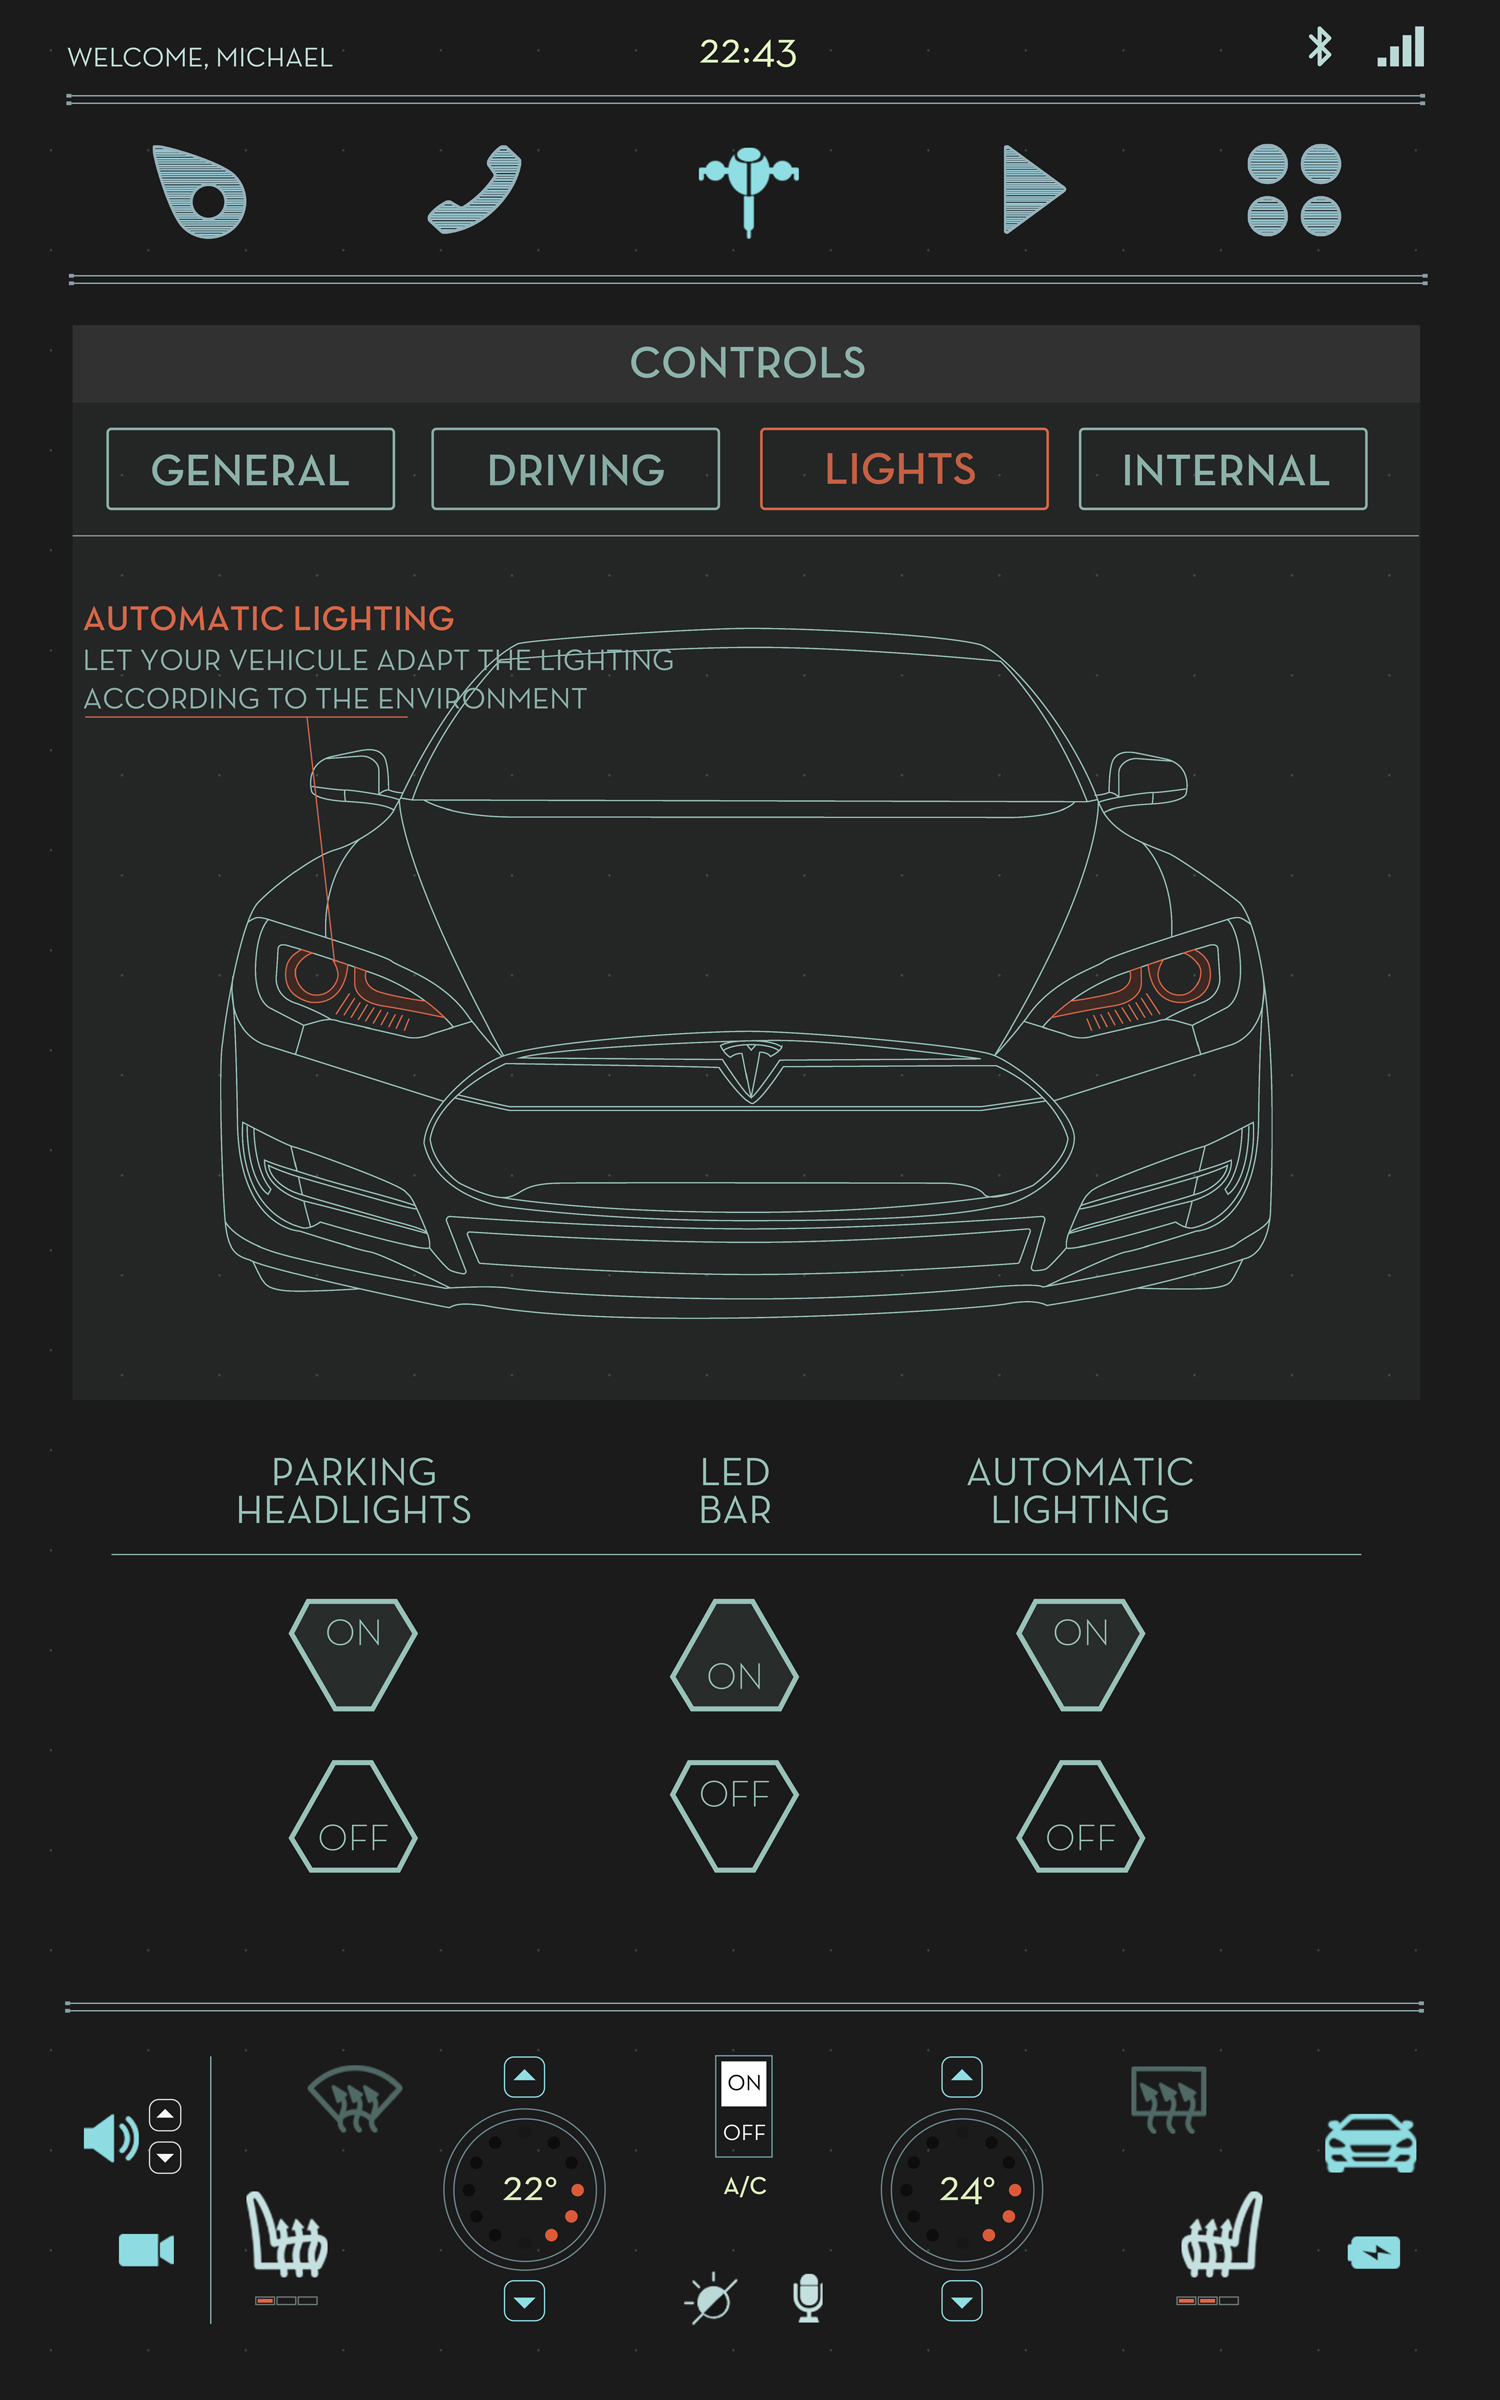 WELCOME, MICHAEL
22:43
CONTROLS
GENERAL
DRIVING
LIGHTS
INTERNAL
AUTOMATIC LIGHTING
LET YOUR VEHICULE ADAPT THE LIGHTING
ACCORDING TO THE ENVIRONMENT
PARKING
HEADLIGHTS
LED
BAR
AUTOMATIC
LIGHTING
ON
ON
ON
OFF
OFF
OFF
ON
OFF
22°
A/C
24°